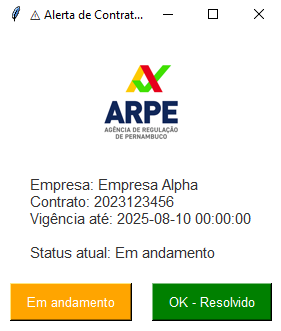 ⚠ Alerta de Contrat...
ARPE
AGÊNCIA DE REGULAÇÃO
DE PERNAMBUCO
Empresa: Empresa Alpha
Contrato: 2023123456
Vigência até: 2025-08-10 00:00:00
Status atual: Em andamento
Em andamento
OK - Resolvido